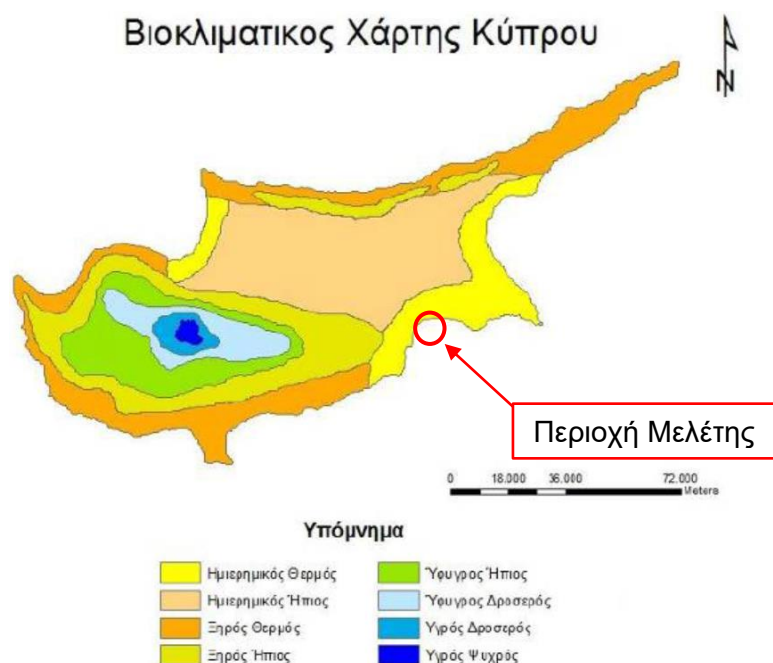 Βιοκλιματικος Χάρτης Κύπρου
N
Περιοχή Μελέτης
0 18.000 36.000 72.000
Meters
Υπόμνημα
Ημιερημικός Θερμός
Ημιερημικός Ήπιος
Ξηρός Θερμός
Ξηρός Ήπιος
Ύφυγρος Ήπιος
Ύφυγρος Δροσερός
Υγρός Δροσερός
Υγρός Ψυχρός